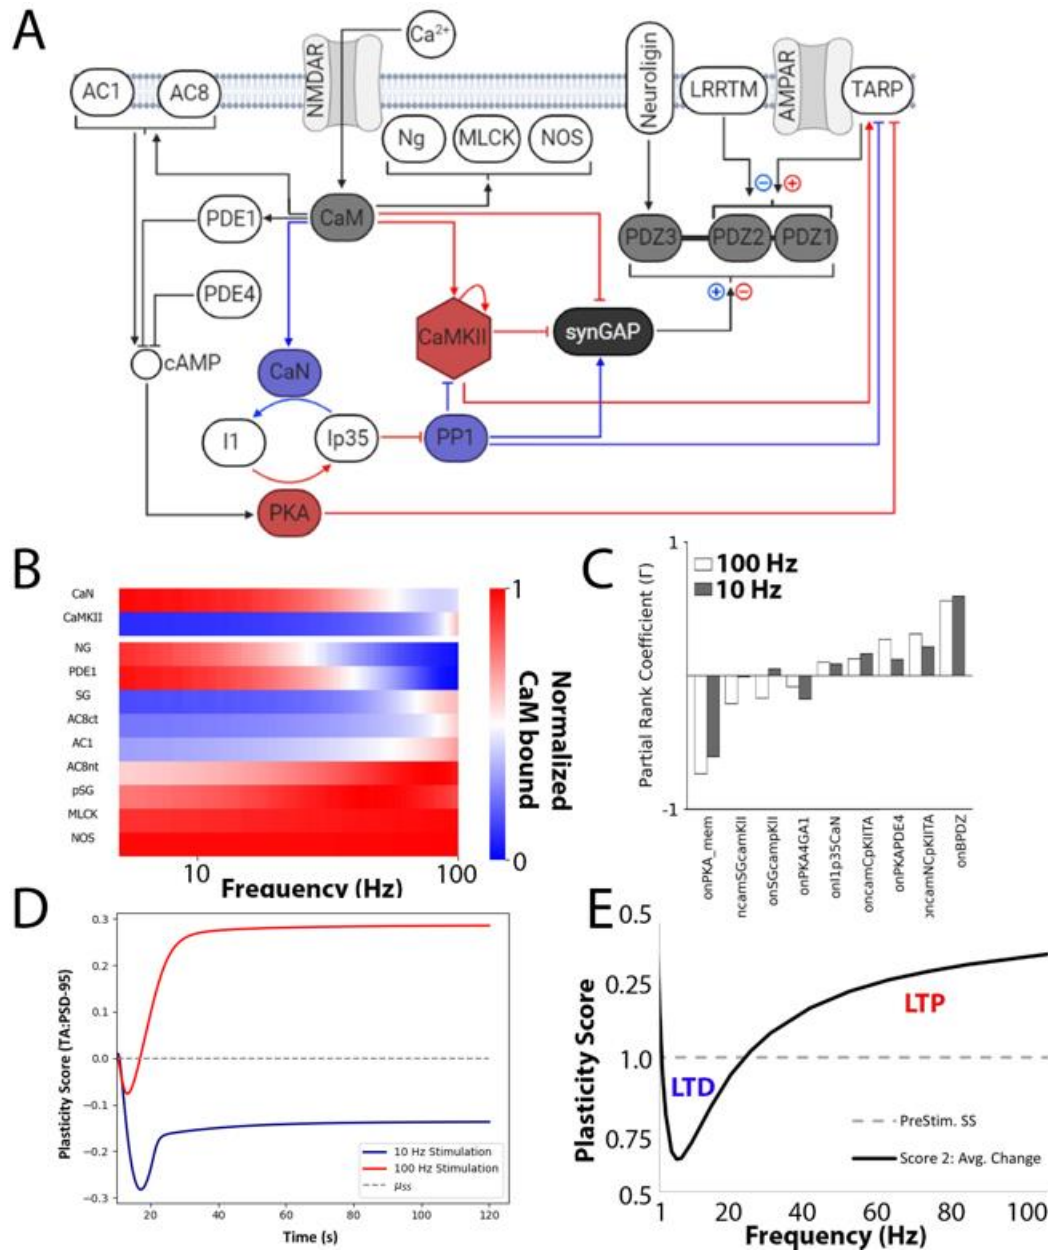 A
Ca²⁺
NMDAR
Neuroligin
LRRTM
AMPAR
TARP
AC1
AC8
Ng
MLCK
NOS
PDE1
CaM
PDZ3
PDZ2
PDZ1
PDE4
CaMKII
synGAP
cAMP
CaN
I1
Ip35
PP1
PKA
B
CaN
CaMKII
NG
PDE1
SG
AC8ct
AC1
AC8nt
pSG
MLCK
NOS
10
100
Frequency (Hz)
1
0
Normalized
CaM bound
C
1
-1
Partial Rank Coefficient (Γ)
100 Hz
10 Hz
onPKA_mem
ncamSGcamKII
onSGcampKII
onPKA4GA1
onI1p35CaN
oncamCpKIITA
onPKAPDE4
oncamNCpKIITA
onBPDZ
D
Plasticity Score (TA:PSD-95)
0.3
0.2
0.1
0.0
−0.1
−0.2
−0.3
20
40
60
80
100
120
Time (s)
10 Hz Stimulation
100 Hz Stimulation
μss
E
Plasticity Score
0.5
0.25
1.0
0.75
0.5
LTD
LTP
PreStim. SS
Score 2: Avg. Change
1
20
40
60
80
100
Frequency (Hz)